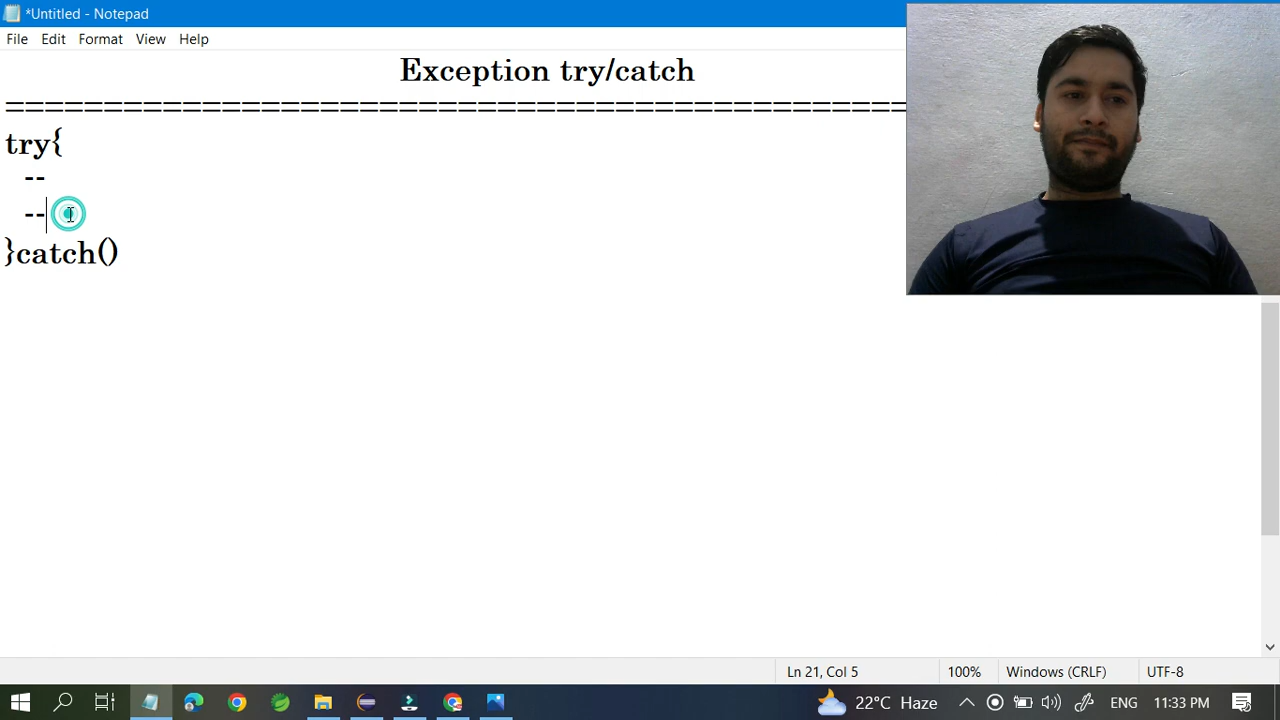 *Untitled - Notepad
File Edit Format View Help
Exception try/catch
==============================================
try{
--
--
}catch()
Ln 21, Col 5 100% Windows (CRLF) UTF-8
22°C Haze ENG 11:33 PM